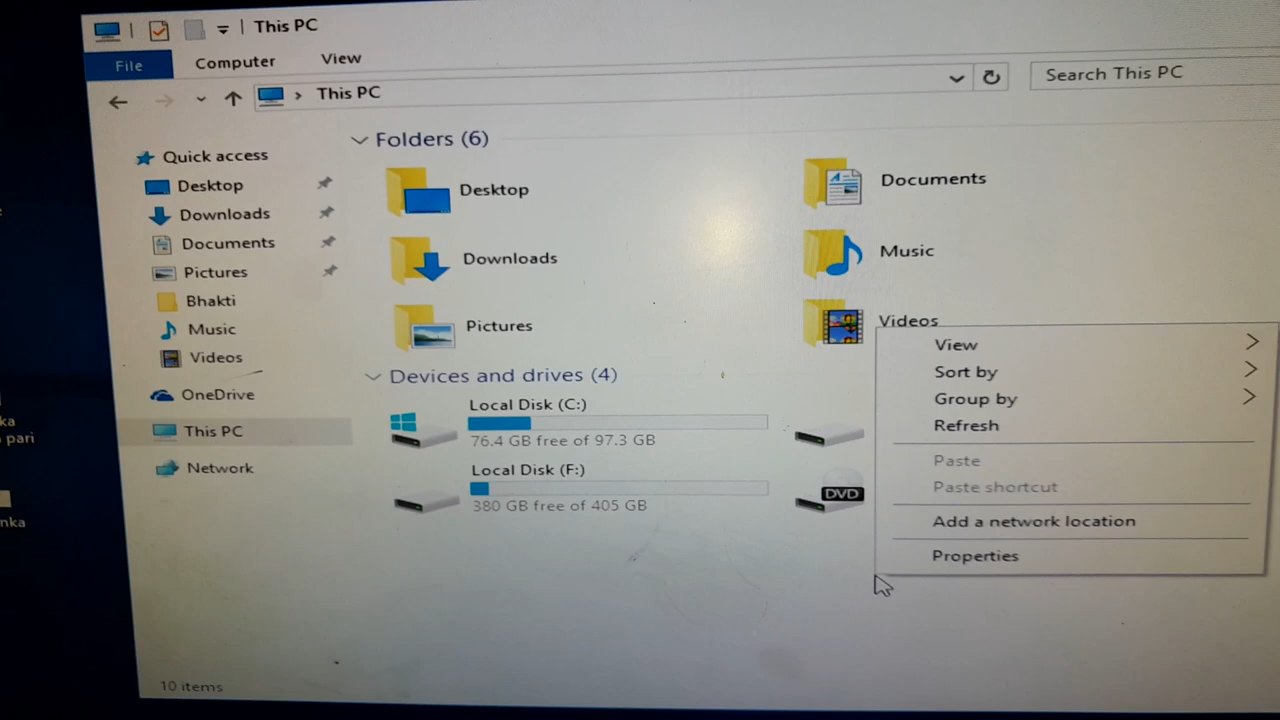 This PC
File Computer View
This PC
Search This PC
Quick access
Desktop
Downloads
Documents
Pictures
Bhakti
Music
Videos
OneDrive
This PC
Network
Folders (6)
Desktop
Documents
Downloads
Music
Pictures
Videos
Devices and drives (4)
Local Disk (C:)
76.4 GB free of 97.3 GB
Local Disk (F:)
380 GB free of 405 GB
DVD
View
Sort by
Group by
Refresh
Paste
Paste shortcut
Add a network location
Properties
10 items
ka
pari
nka